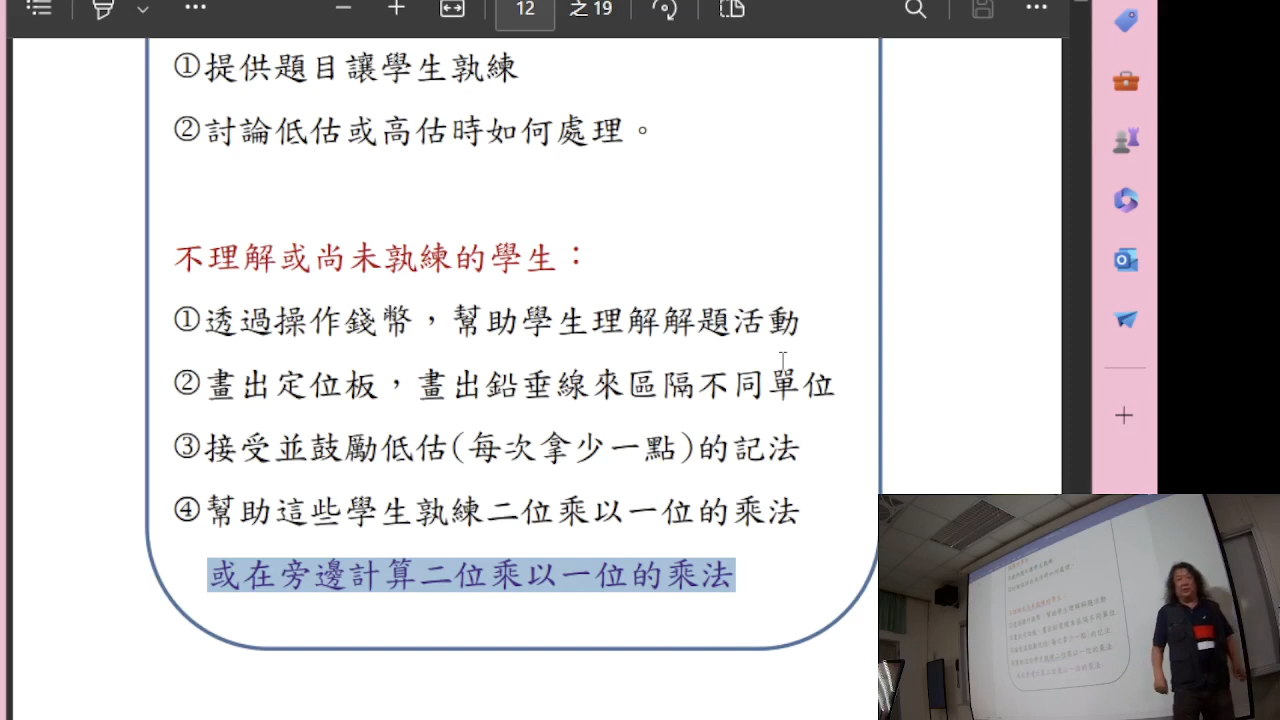 12 之 19
①提供題目讓學生孰練
②討論低估或高估時如何處理。
不理解或尚未孰練的學生：
①透過操作錢幣，幫助學生理解解題活動
②畫出定位板，畫出鉛垂線來區隔不同單位
③接受並鼓勵低估(每次拿少一點)的記法
④幫助這些學生孰練二位乘以一位的乘法
或在旁邊計算二位乘以一位的乘法